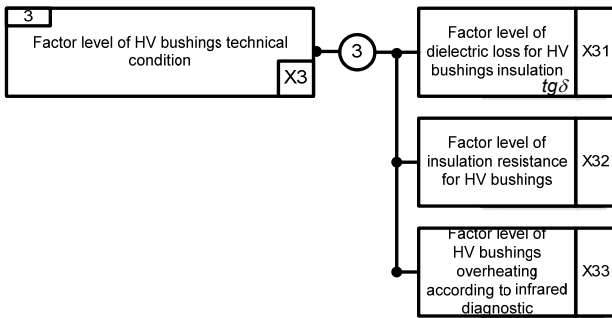 3
Factor level of HV bushings technical
condition
X3
3
Factor level of
dielectric loss for HV
bushings insulation
tgδ
X31
Factor level of
insulation resistance
for HV bushings
X32
Factor level of
HV bushings
overheating
according to infrared
diagnostic
X33